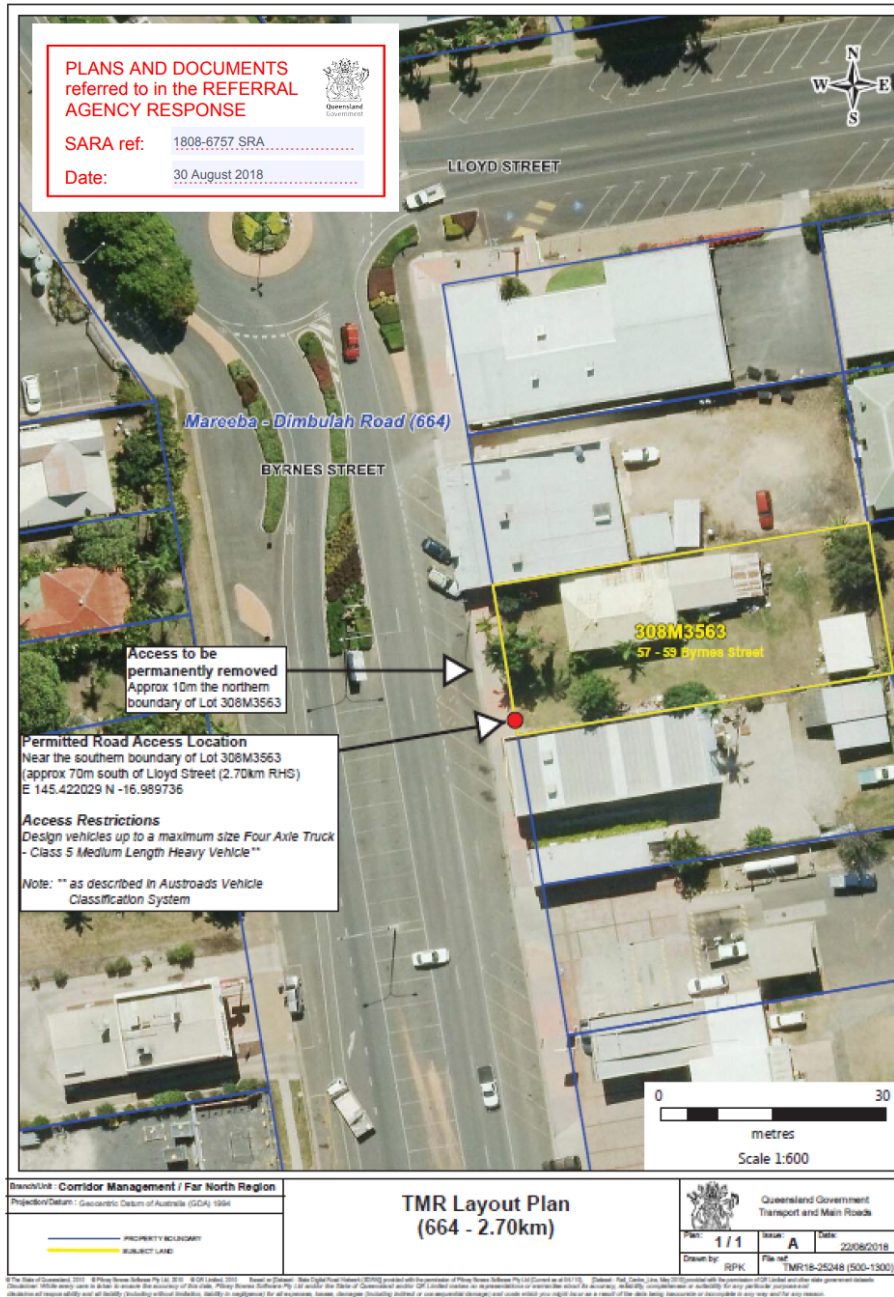 PLANS AND DOCUMENTS
referred to in the REFERRAL
AGENCY RESPONSE
Queensland
Government
SARA ref: 1808-6757 SRA
Date: 30 August 2018
N
W E
S
LLOYD STREET
Mareeba - Dimbulah Road (664)
BYRNES STREET
308M3563
57 - 59 Byrnes Street
Access to be
permanently removed
Approx 10m the northern
boundary of Lot 308M3563
Permitted Road Access Location
Near the southern boundary of Lot 308M3563
(approx 70m south of Lloyd Street (2.70km RHS)
E 145.422029 N -16.989736
Access Restrictions
Design vehicles up to a maximum size Four Axle Truck
- Class 5 Medium Length Heavy Vehicle**
Note: ** as described in Austroads Vehicle
Classification System
0 30
metres
Scale 1:600
Branch/Unit : Corridor Management / Far North Region
Projection/Datum : Geocentric Datum of Australia (GDA) 1994
PROPERTY BOUNDARY
SUBJECT LAND
TMR Layout Plan
(664 - 2.70km)
Queensland Government
Transport and Main Roads
Plan: 1 / 1
Issue: A
Date: 22/08/2018
Drawn by: RPK
File ref: TMR18-25248 (500-1300)